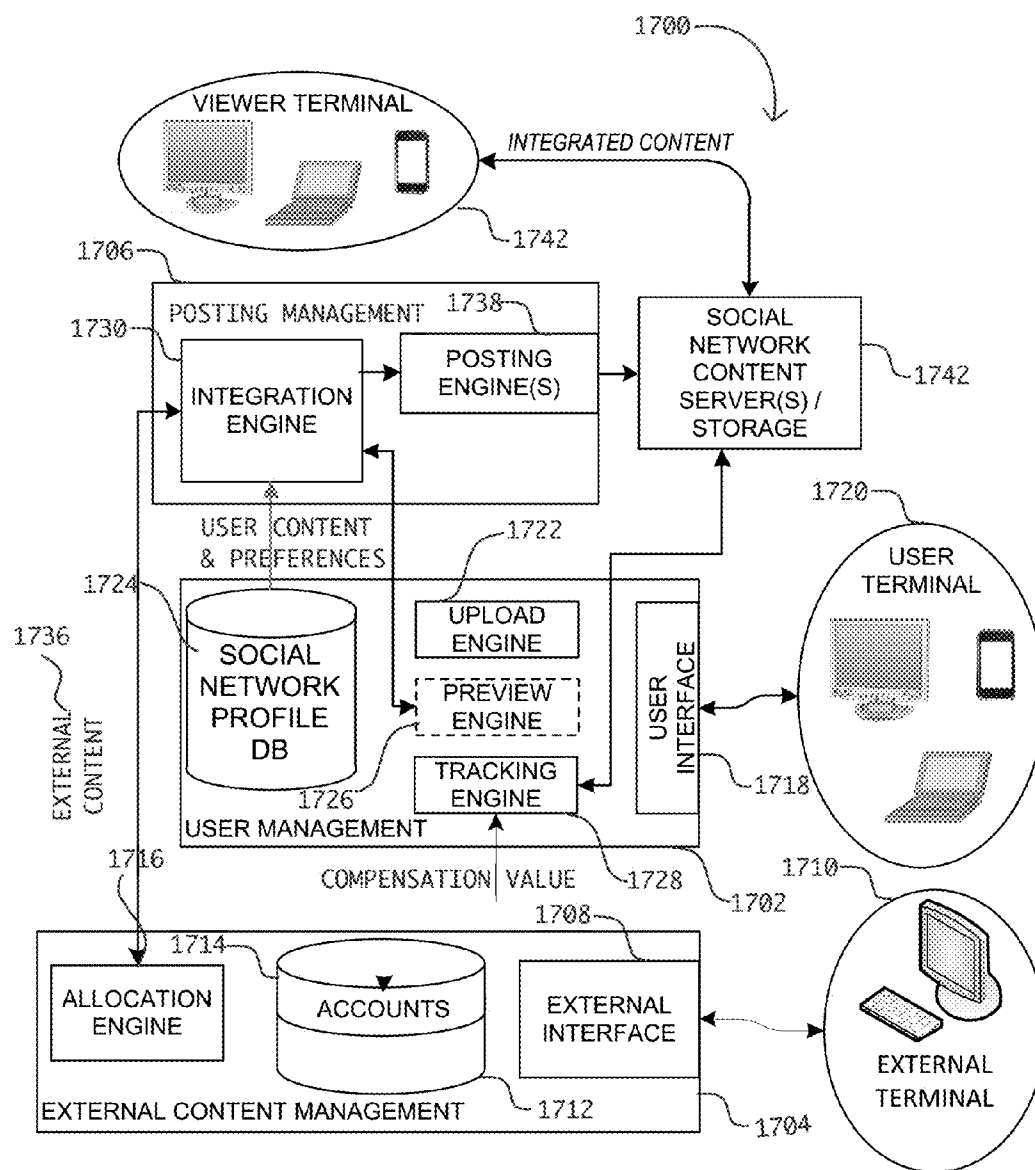 1700
VIEWER TERMINAL
INTEGRATED CONTENT
1742
1706
POSTING MANAGEMENT
1738
1730
INTEGRATION
ENGINE
POSTING
ENGINE(S)
SOCIAL
NETWORK
CONTENT
SERVER(S) /
STORAGE
1742
USER CONTENT
& PREFERENCES
1722
1720
USER
TERMINAL
1724
SOCIAL
NETWORK
PROFILE
DB
UPLOAD
ENGINE
PREVIEW
ENGINE
1726
TRACKING
ENGINE
USER
INTERFACE
1718
USER MANAGEMENT
1736
EXTERNAL
CONTENT
1716
COMPENSATION VALUE
1728
1702
1710
1708
1714
ALLOCATION
ENGINE
ACCOUNTS
EXTERNAL
INTERFACE
EXTERNAL
TERMINAL
EXTERNAL CONTENT MANAGEMENT
1712
1704